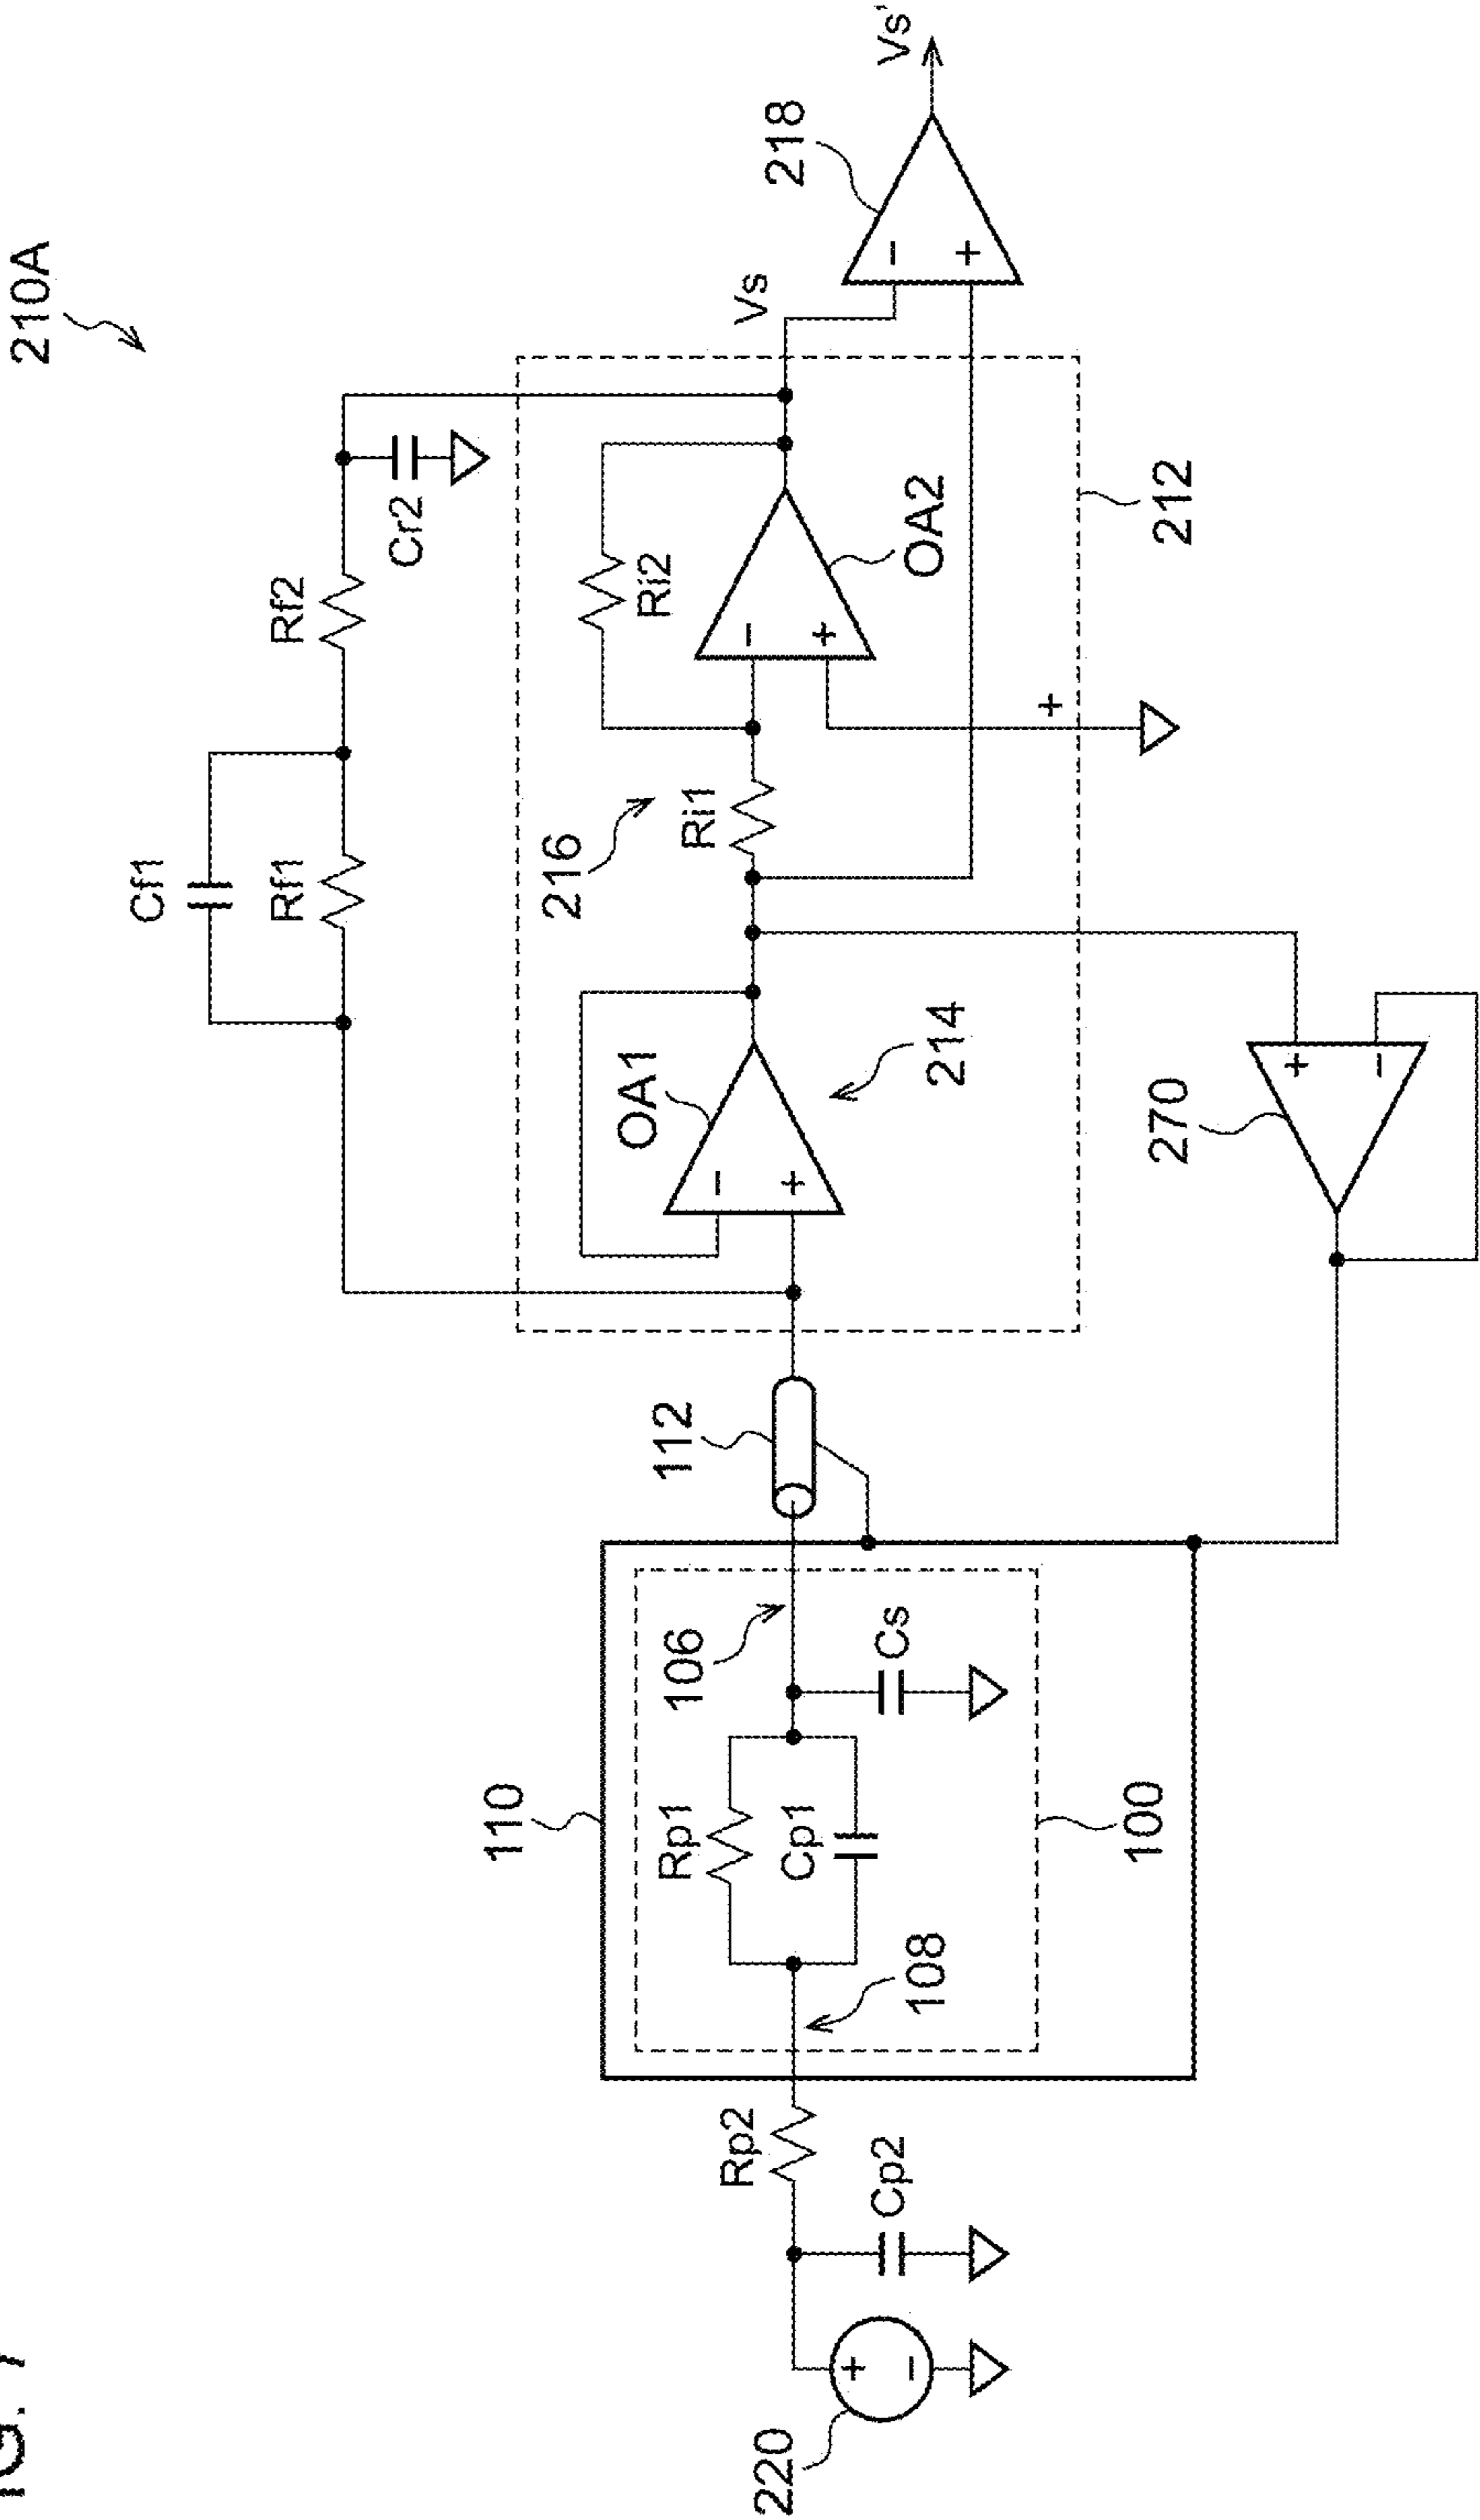 210A
Cf1
Rf1
Rf2
Cr2
Vs
218
Vs'
216
Ri1
Ri2
OA2
OA1
214
212
112
270
110
106
Rp1
Cp1
Cs
108
100
Rp2
Cp2
220
+
-
+
-
+
-
+
-
+
-
+